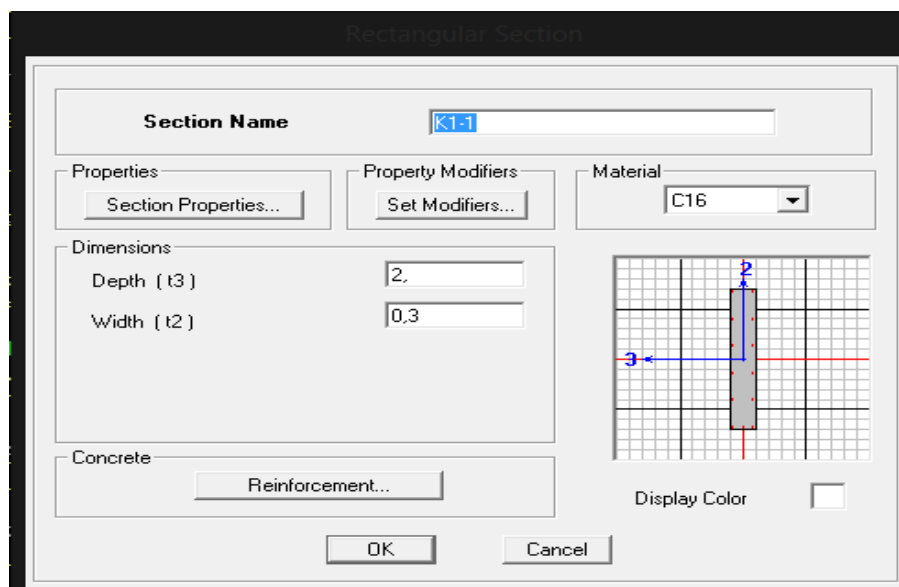 Rectangular Section
Section Name
K1-1
Properties
Section Properties...
Property Modifiers
Set Modifiers...
Material
C16
Dimensions
Depth ( t3 )
2,
Width ( t2 )
0,3
2
3
Concrete
Reinforcement...
Display Color
OK
Cancel